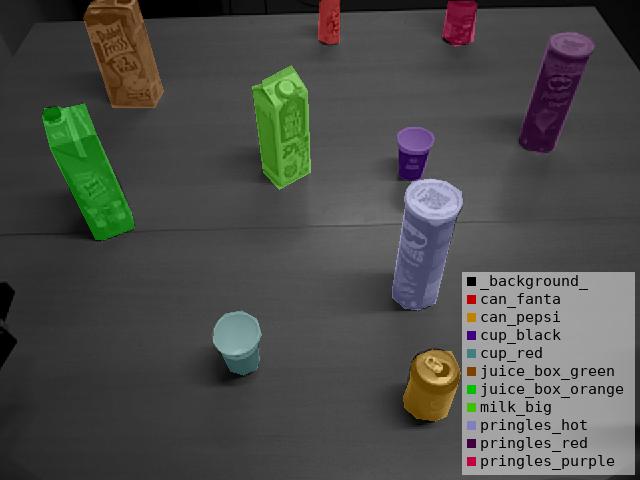 _background_
can_fanta
can_pepsi
cup_black
cup_red
juice_box_green
juice_box_orange
milk_big
pringles_hot
pringles_red
pringles_purple